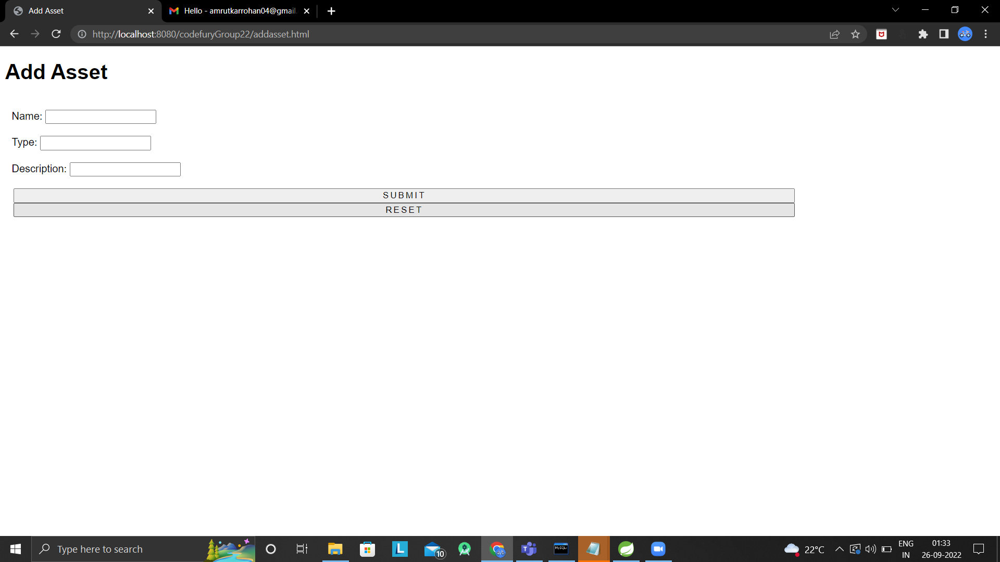 Add Asset
Hello - amrutkarrohan04@gmail.
http://localhost:8080/codefuryGroup22/addasset.html
Add Asset
Name:
Type:
Description:
SUBMIT
RESET
Type here to search
L
10
T
MySQL
22°C
ENG
IN
01:33
26-09-2022